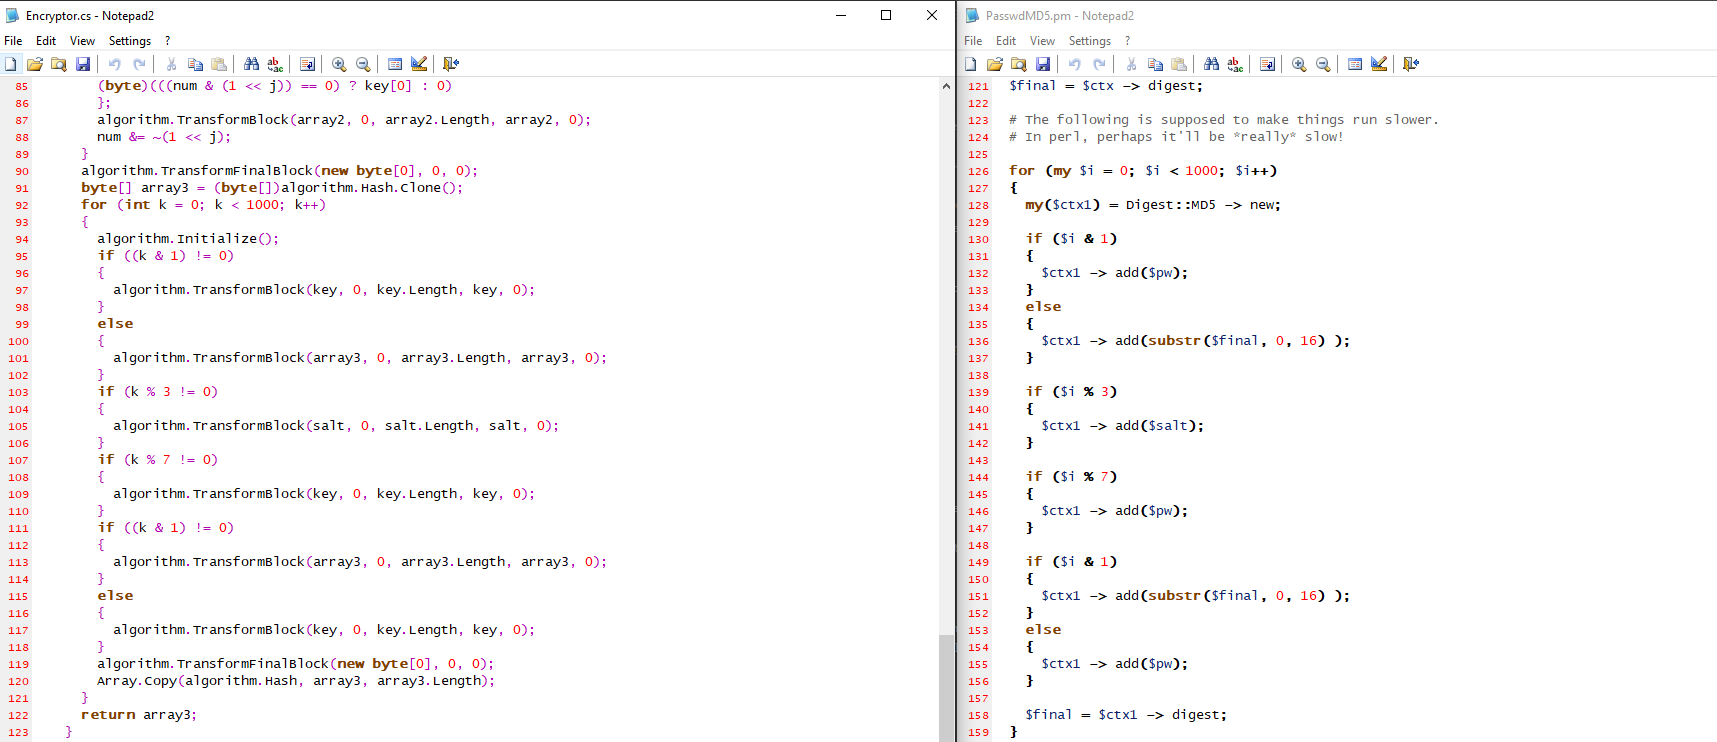 Encryptor.cs - Notepad2
File Edit View Settings ?
85 (byte)(((num & (1 << j)) == 0) ? key[0] : 0)
86 };
87 algorithm.TransformBlock(array2, 0, array2.Length, array2, 0);
88 num &= ~(1 << j);
89 }
90 algorithm.TransformFinalBlock(new byte[0], 0, 0);
91 byte[] array3 = (byte[])algorithm.Hash.Clone();
92 for (int k = 0; k < 1000; k++)
93 {
94 algorithm.Initialize();
95 if ((k & 1) != 0)
96 {
97 algorithm.TransformBlock(key, 0, key.Length, key, 0);
98 }
99 else
100 {
101 algorithm.TransformBlock(array3, 0, array3.Length, array3, 0);
102 }
103 if (k % 3 != 0)
104 {
105 algorithm.TransformBlock(salt, 0, salt.Length, salt, 0);
106 }
107 if (k % 7 != 0)
108 {
109 algorithm.TransformBlock(key, 0, key.Length, key, 0);
110 }
111 if ((k & 1) != 0)
112 {
113 algorithm.TransformBlock(array3, 0, array3.Length, array3, 0);
114 }
115 else
116 {
117 algorithm.TransformBlock(key, 0, key.Length, key, 0);
118 }
119 algorithm.TransformFinalBlock(new byte[0], 0, 0);
120 Array.Copy(algorithm.Hash, array3, array3.Length);
121 }
122 return array3;
123 }
PasswdMD5.pm - Notepad2
File Edit View Settings ?
121 $final = $ctx -> digest;
122
123 # The following is supposed to make things run slower.
124 # In perl, perhaps it'll be *really* slow!
125
126 for (my $i = 0; $i < 1000; $i++)
127 {
128 my($ctx1) = Digest::MD5 -> new;
129
130 if ($i & 1)
131 {
132 $ctx1 -> add($pw);
133 }
134 else
135 {
136 $ctx1 -> add(substr($final, 0, 16) );
137 }
138
139 if ($i % 3)
140 {
141 $ctx1 -> add($salt);
142 }
143
144 if ($i % 7)
145 {
146 $ctx1 -> add($pw);
147 }
148
149 if ($i & 1)
150 {
151 $ctx1 -> add(substr($final, 0, 16) );
152 }
153 else
154 {
155 $ctx1 -> add($pw);
156 }
157
158 $final = $ctx1 -> digest;
159 }